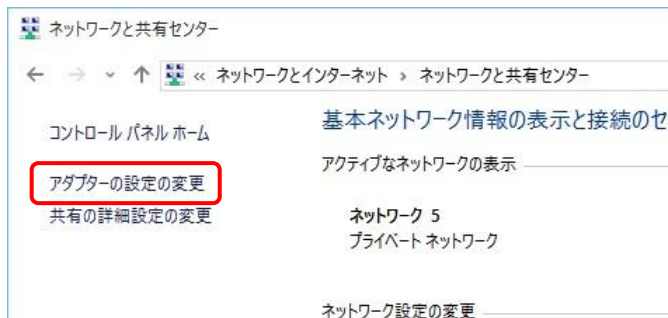 ネットワークと共有センター
« ネットワークとインターネット › ネットワークと共有センター
コントロール パネル ホーム
アダプターの設定の変更
共有の詳細設定の変更
基本ネットワーク情報の表示と接続のセ
アクティブなネットワークの表示
ネットワーク 5
プライベート ネットワーク
ネットワーク設定の変更